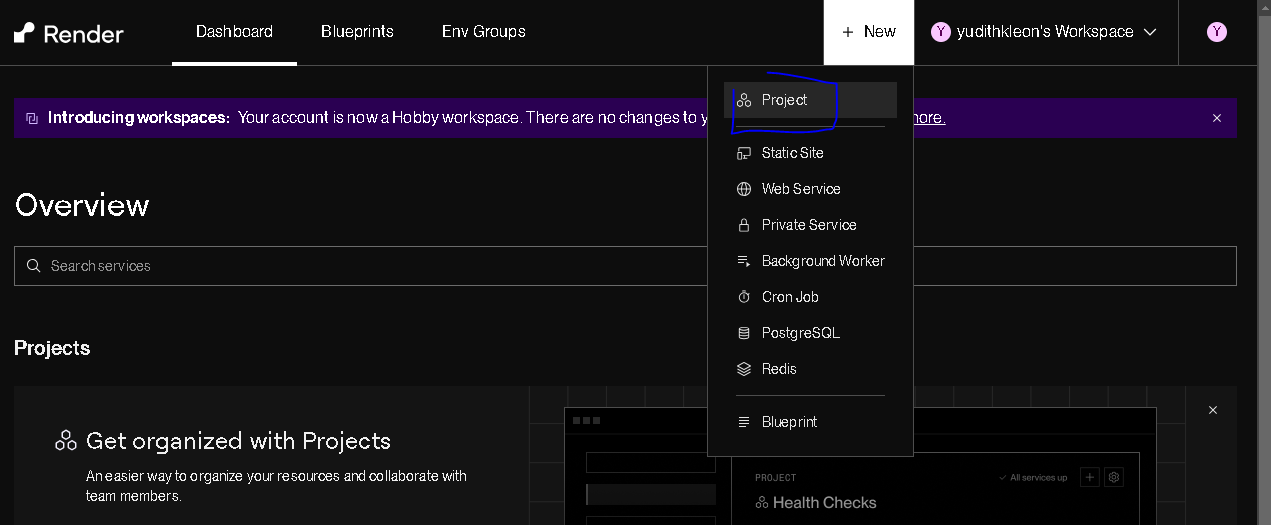 Render Dashboard Blueprints Env Groups + New Y yudithkleon's Workspace Y
Introducing workspaces: Your account is now a Hobby workspace. There are no changes to y
ore.
Project
Static Site
Web Service
Private Service
Background Worker
Cron Job
PostgreSQL
Redis
Blueprint
Overview
Search services
Projects
Get organized with Projects
An easier way to organize your resources and collaborate with
team members.
PROJECT All services up
Health Checks